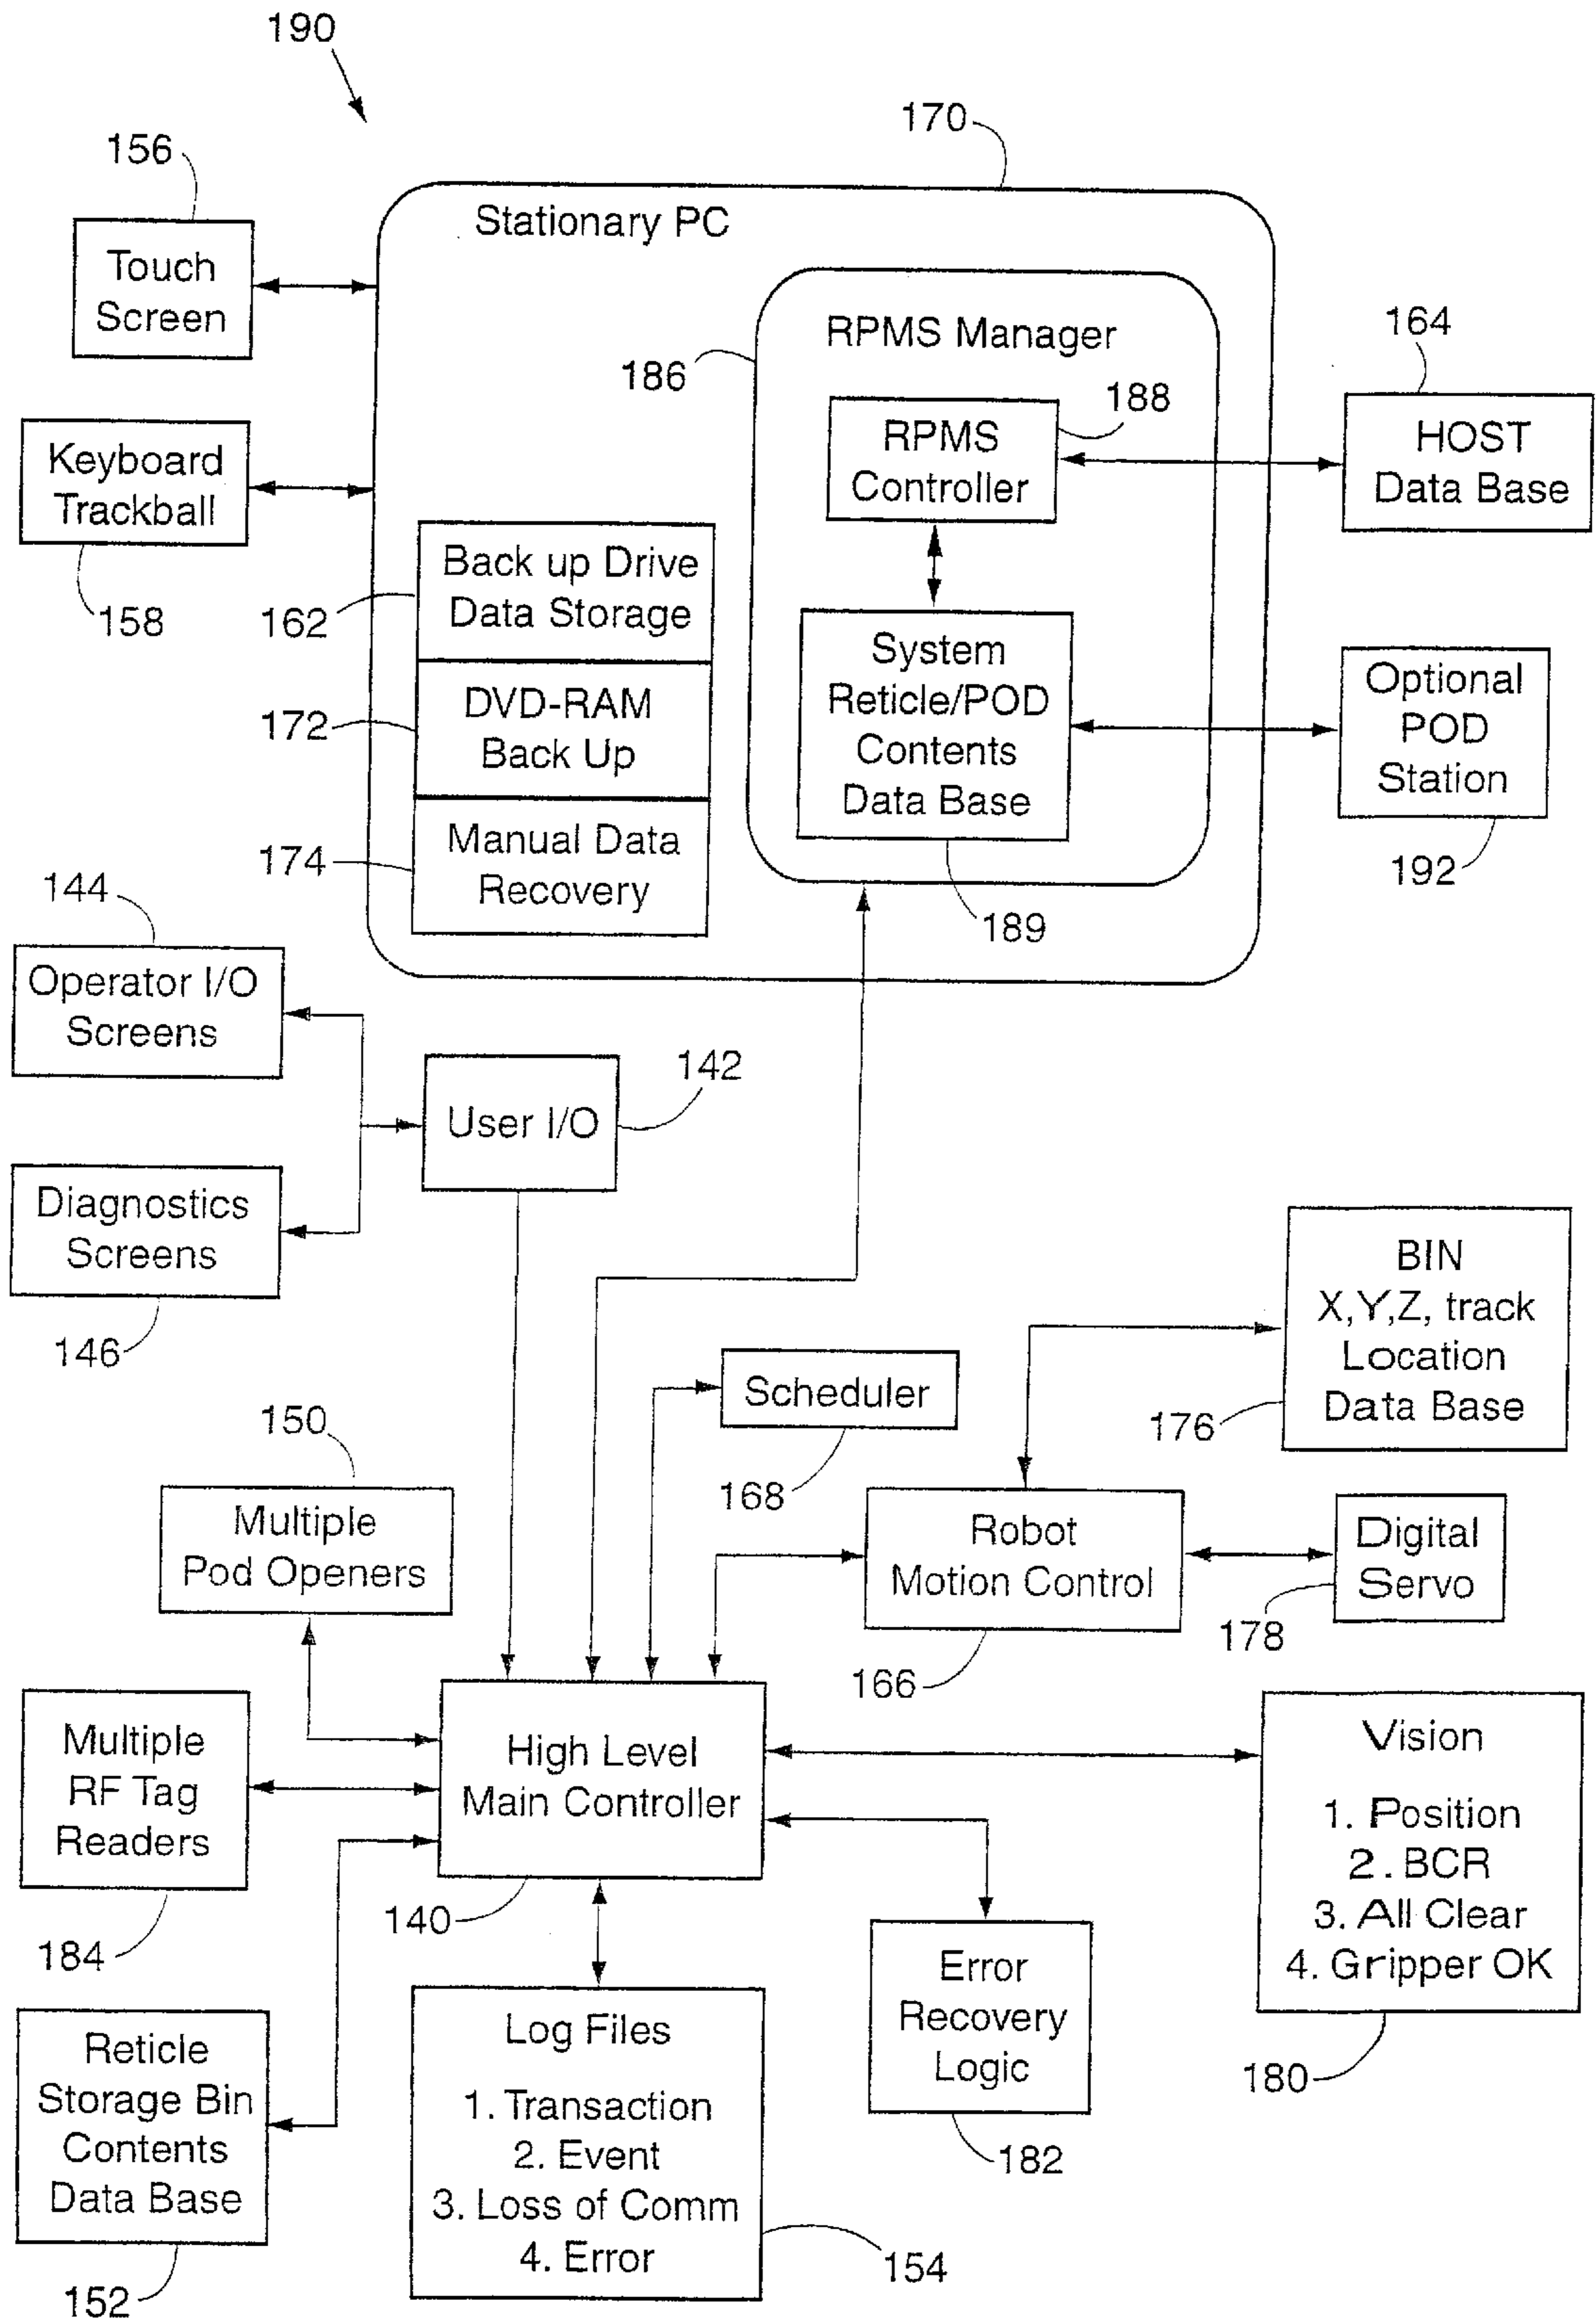 190
170
156
Stationary PC
Touch
Screen
RPMS Manager
186
164
188
RPMS
Controller
HOST
Data Base
Keyboard
Trackball
158
Back up Drive
Data Storage
162
DVD-RAM
Back Up
172
Manual Data
Recovery
174
System
Reticle/POD
Contents
Data Base
189
Optional
POD
Station
192
144
Operator I/O
Screens
User I/O
142
Diagnostics
Screens
146
BIN
X,Y,Z, track
Location
Data Base
176
Scheduler
168
150
Multiple
Pod Openers
Robot
Motion Control
166
Digital
Servo
178
Multiple
RF Tag
Readers
184
High Level
Main Controller
140
Vision
1. Position
2. BCR
3. All Clear
4. Gripper OK
180
Error
Recovery
Logic
182
Reticle
Storage Bin
Contents
Data Base
152
Log Files
1. Transaction
2. Event
3. Loss of Comm
4. Error
154